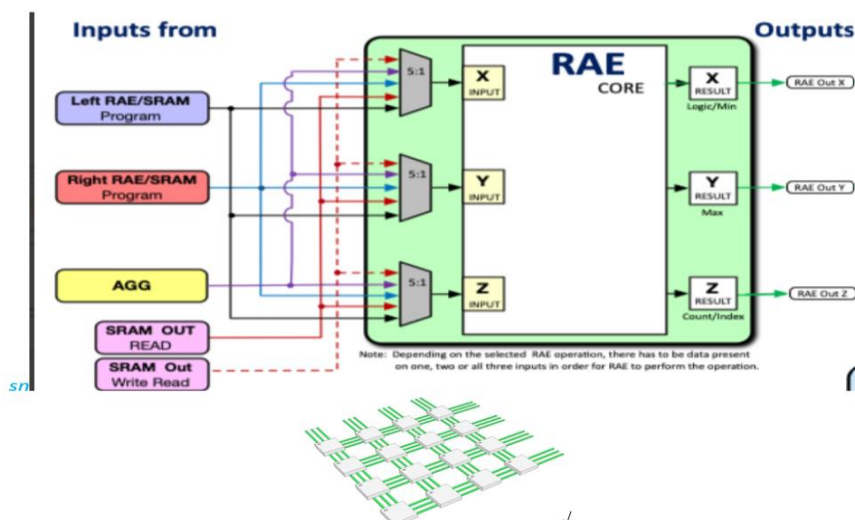 Inputs from
Outputs
RAE
CORE
Left RAE/SRAM
Program
Right RAE/SRAM
Program
AGG
SRAM OUT
READ
SRAM Out
Write Read
5:1
5:1
5:1
X
INPUT
Y
INPUT
Z
INPUT
X
RESULT
Logic/Min
Y
RESULT
Max
Z
RESULT
Count/Index
RAE Out X
RAE Out Y
RAE Out Z
Note: Depending on the selected RAE operation, there has to be data present
on one, two or all three inputs in order for RAE to perform the operation.
sn